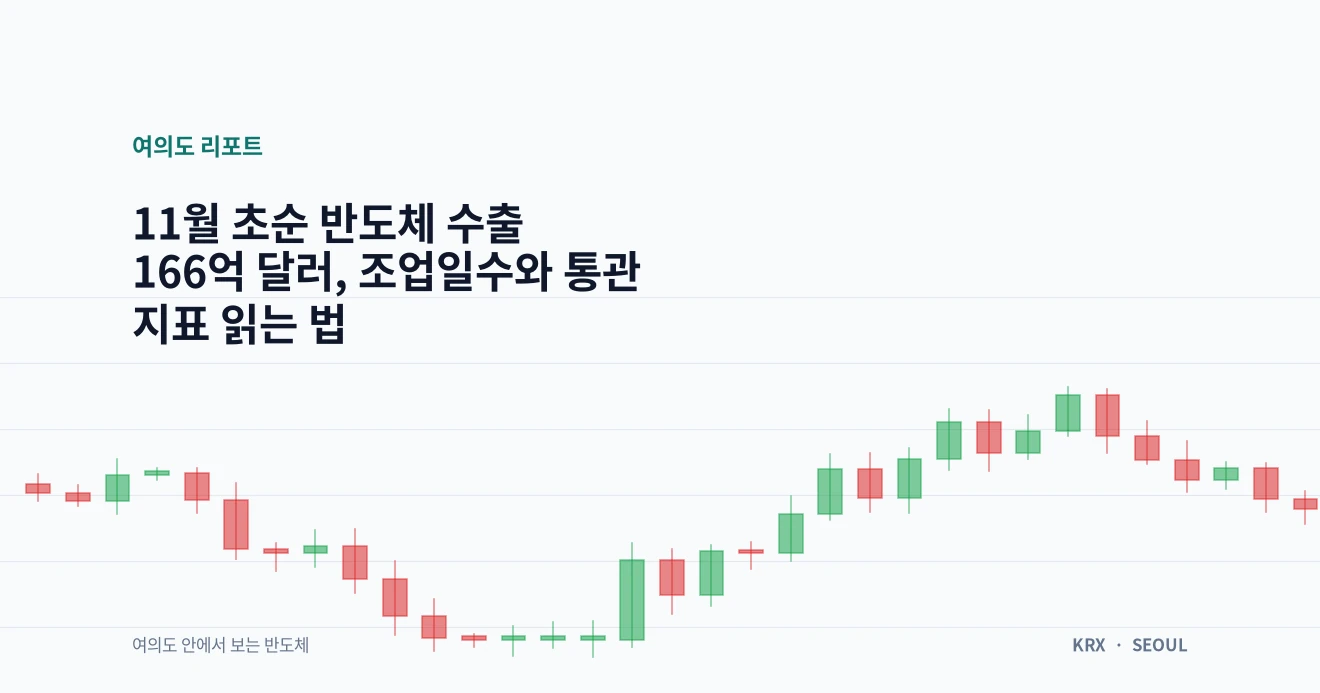 여의도 리포트
11월 초순 반도체 수출
166억 달러, 조업일수와 통관
지표 읽는 법
여의도 안에서 보는 반도체
KRX · SEOUL